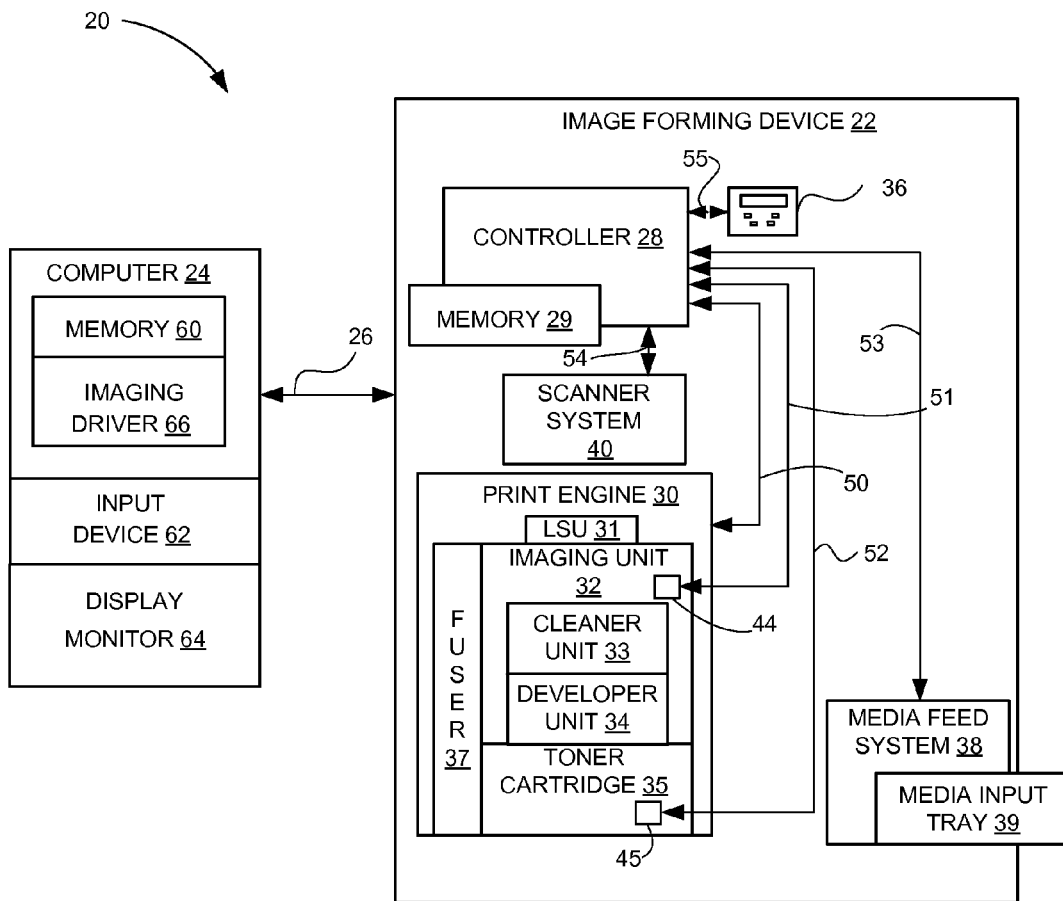 20
IMAGE FORMING DEVICE 22
55
36
CONTROLLER 28
COMPUTER 24
MEMORY 60
MEMORY 29
26
54
53
IMAGING
DRIVER 66
SCANNER
SYSTEM
40
51
PRINT ENGINE 30
50
INPUT
DEVICE 62
LSU 31
IMAGING UNIT
32
52
DISPLAY
MONITOR 64
FUSER
37
CLEANER
UNIT 33
44
DEVELOPER
UNIT 34
MEDIA FEED
SYSTEM 38
TONER
CARTRIDGE 35
MEDIA INPUT
TRAY 39
45